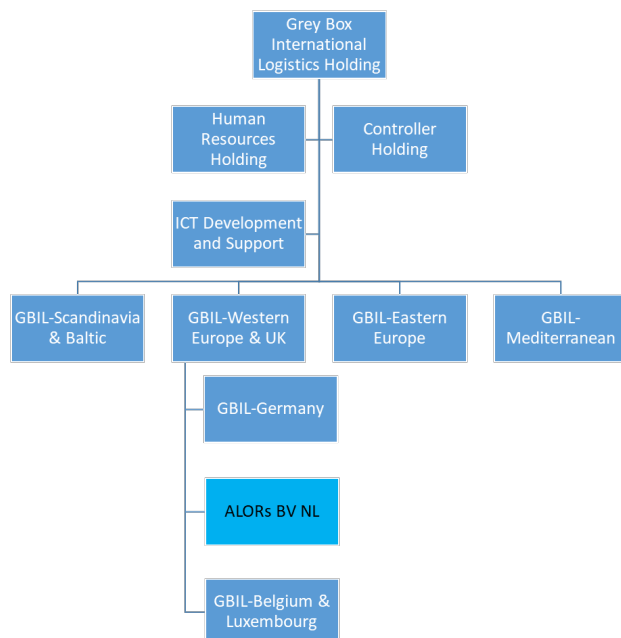 Grey Box
International
Logistics Holding
Human
Resources
Holding
Controller
Holding
ICT Development
and Support
GBIL-Scandinavia
& Baltic
GBIL-Western
Europe & UK
GBIL-Eastern
Europe
GBIL-
Mediterranean
GBIL-Germany
ALORs BV NL
GBIL-Belgium &
Luxembourg